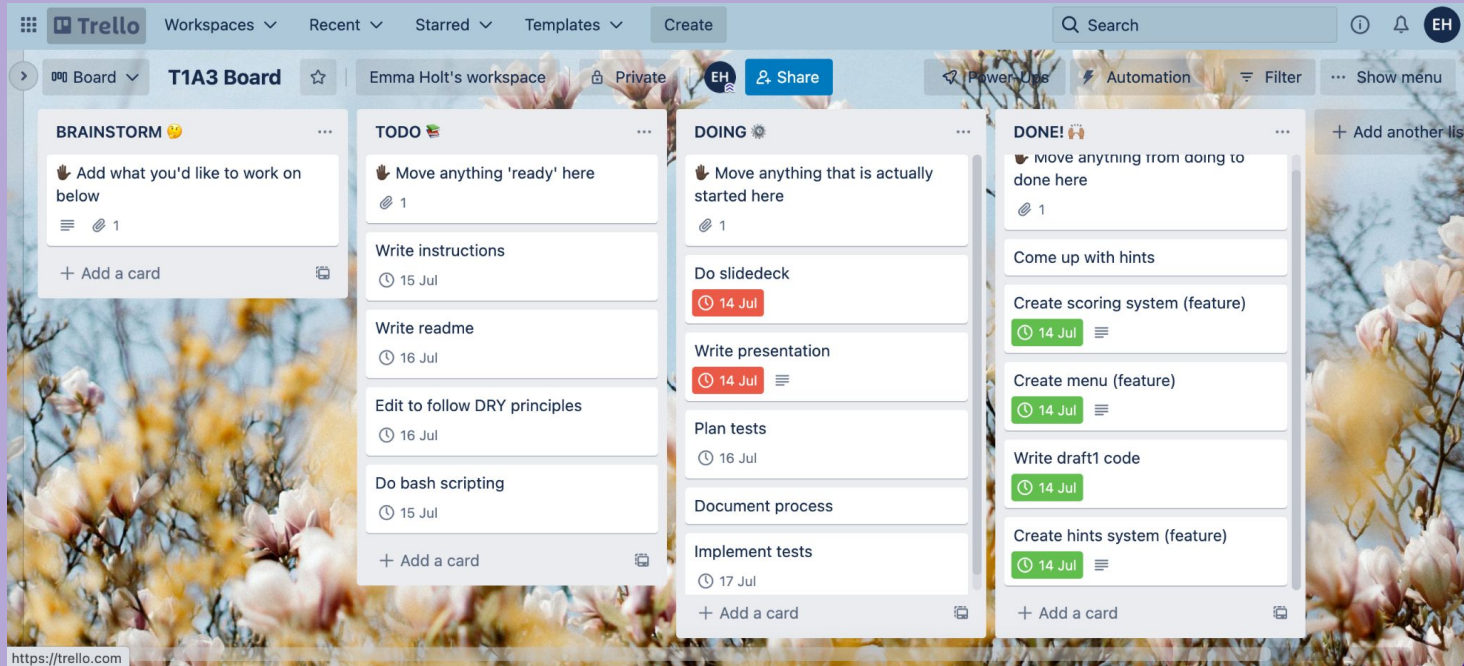 Trello Workspaces Recent Starred Templates Create Search EH
Board T1A3 Board Emma Holt's workspace Private EH Share Power-Ups Automation Filter ... Show menu
BRAINSTORM 🤔
🖐🏿 Add what you'd like to work on
below
1
+ Add a card
TODO 📚
🖐🏿 Move anything 'ready' here
1
Write instructions
15 Jul
Write readme
16 Jul
Edit to follow DRY principles
16 Jul
Do bash scripting
15 Jul
+ Add a card
DOING ⚙️
🖐🏿 Move anything that is actually
started here
1
Do slidedeck
14 Jul
Write presentation
14 Jul
Plan tests
16 Jul
Document process
Implement tests
17 Jul
+ Add a card
DONE! 🙌🏽
🖐🏿 Move anything from doing to
done here
1
Come up with hints
Create scoring system (feature)
14 Jul
Create menu (feature)
14 Jul
Write draft1 code
14 Jul
Create hints system (feature)
14 Jul
+ Add a card
+ Add another lis
https://trello.com